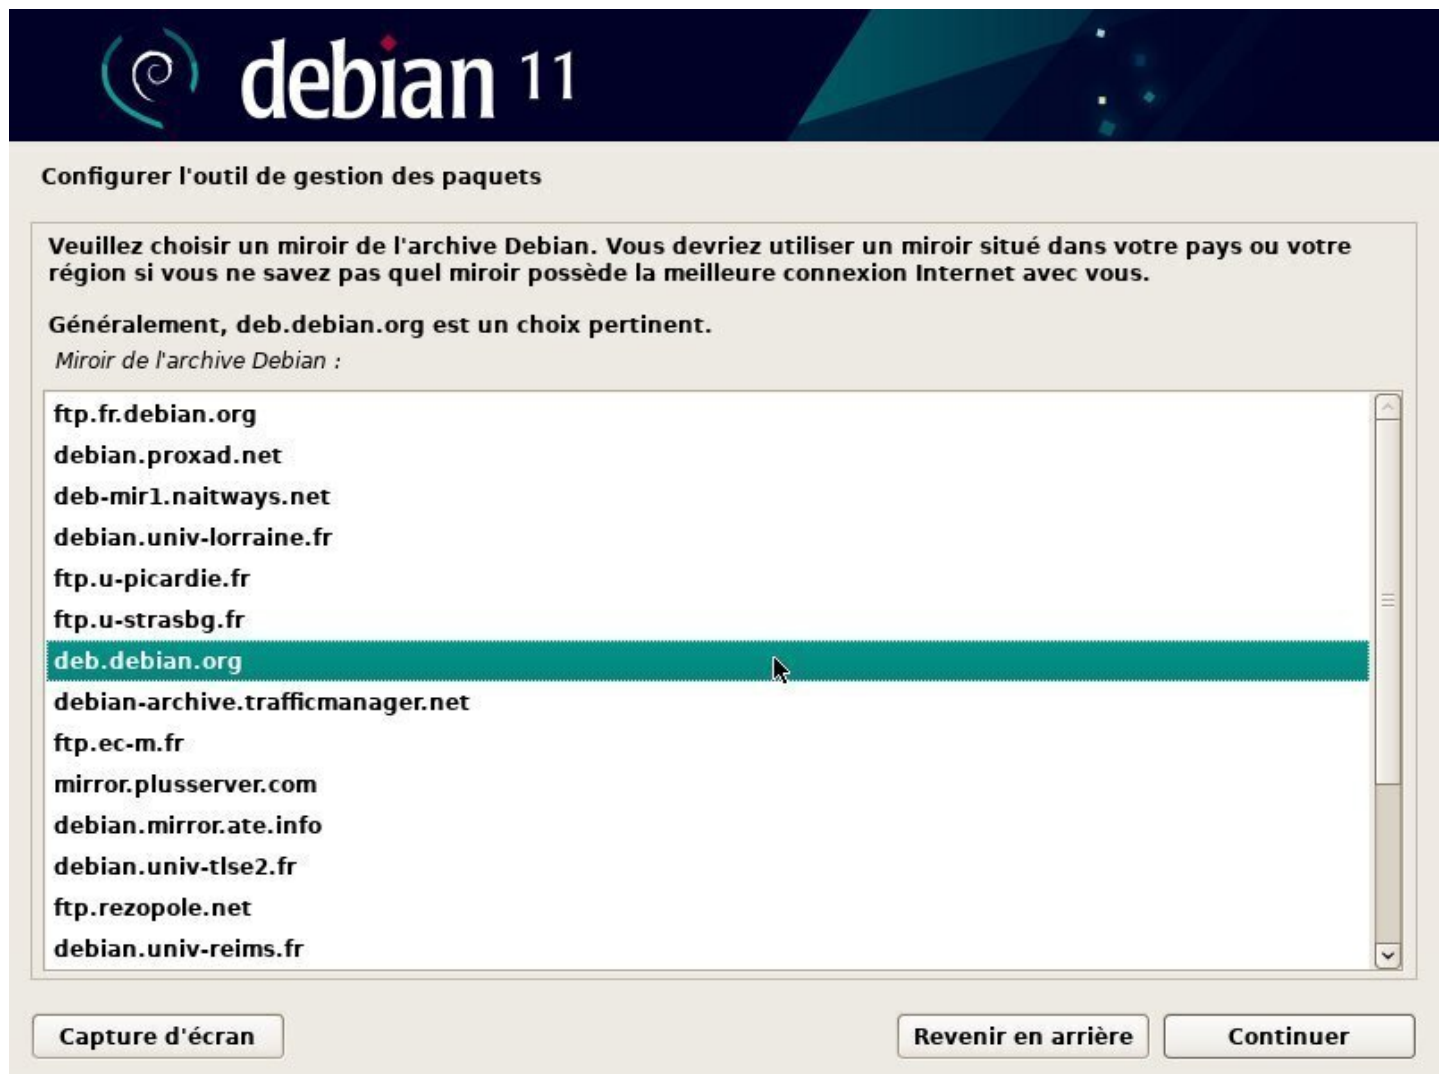 debian 11
Configurer l'outil de gestion des paquets
Veuillez choisir un miroir de l'archive Debian. Vous devriez utiliser un miroir situé dans votre pays ou votre
région si vous ne savez pas quel miroir possède la meilleure connexion Internet avec vous.
Généralement, deb.debian.org est un choix pertinent.
Miroir de l'archive Debian :
ftp.fr.debian.org
debian.proxad.net
deb-mir1.naitways.net
debian.univ-lorraine.fr
ftp.u-picardie.fr
ftp.u-strasbg.fr
deb.debian.org
debian-archive.trafficmanager.net
ftp.ec-m.fr
mirror.plusserver.com
debian.mirror.ate.info
debian.univ-tlse2.fr
ftp.rezopole.net
debian.univ-reims.fr
Capture d'écran
Revenir en arrière
Continuer